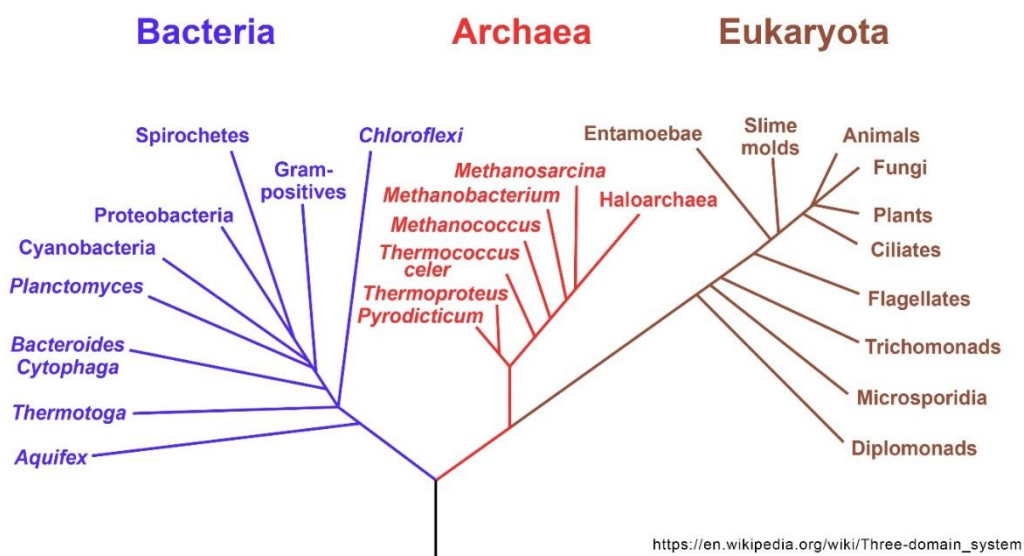 Bacteria
Archaea
Eukaryota
Spirochetes
Chloroflexi
Gram-
positives
Proteobacteria
Cyanobacteria
Planctomyces
Bacteroides
Cytophaga
Thermotoga
Aquifex
Methanosarcina
Methanobacterium
Haloarchaea
Methanococcus
Thermococcus
celer
Thermoproteus
Pyrodicticum
Entamoebae
Slime
molds
Animals
Fungi
Plants
Ciliates
Flagellates
Trichomonads
Microsporidia
Diplomonads
https://en.wikipedia.org/wiki/Three-domain_system